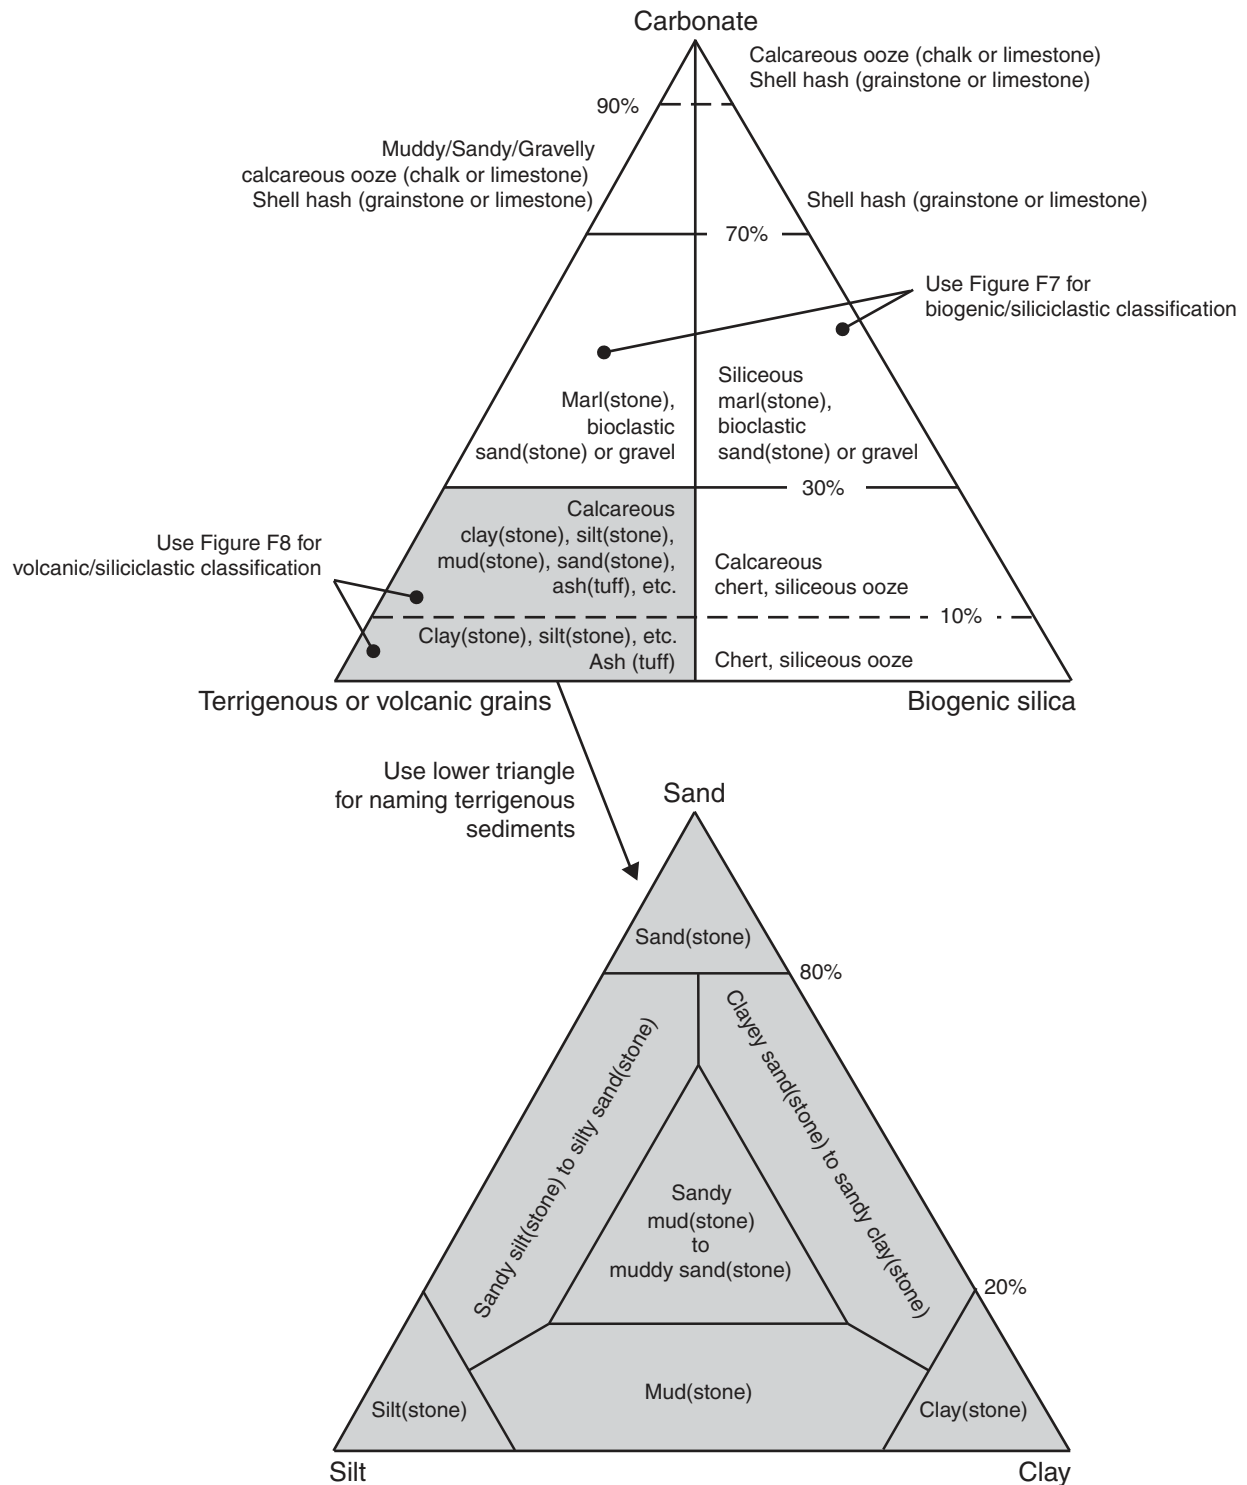 Carbonate
Calcareous ooze (chalk or limestone)
Shell hash (grainstone or limestone)
90%
Muddy/Sandy/Gravelly
calcareous ooze (chalk or limestone)
Shell hash (grainstone or limestone)
Shell hash (grainstone or limestone)
70%
Use Figure F7 for
biogenic/siliciclastic classification
Marl(stone),
bioclastic
sand(stone) or gravel
Siliceous
marl(stone),
bioclastic
sand(stone) or gravel
30%
Use Figure F8 for
volcanic/siliciclastic classification
Calcareous
clay(stone), silt(stone),
mud(stone), sand(stone),
ash(tuff), etc.
Calcareous
chert, siliceous ooze
10%
Clay(stone), silt(stone), etc.
Ash (tuff)
Chert, siliceous ooze
Terrigenous or volcanic grains
Biogenic silica
Use lower triangle
for naming terrigenous
sediments
Sand
Sand(stone)
80%
Sandy silt(stone) to silty sand(stone)
Clayey sand(stone) to sandy clay(stone)
Sandy
mud(stone)
to
muddy sand(stone)
20%
Silt(stone)
Mud(stone)
Clay(stone)
Silt
Clay